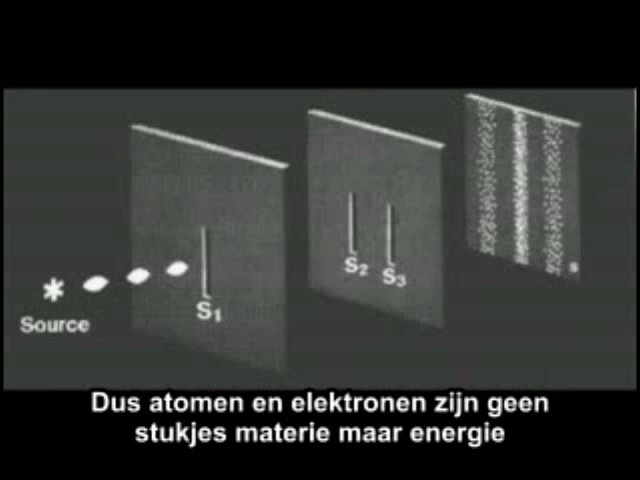 S₂
S₃
s
S₁
Source
Dus atomen en elektronen zijn geen
stukjes materie maar energie